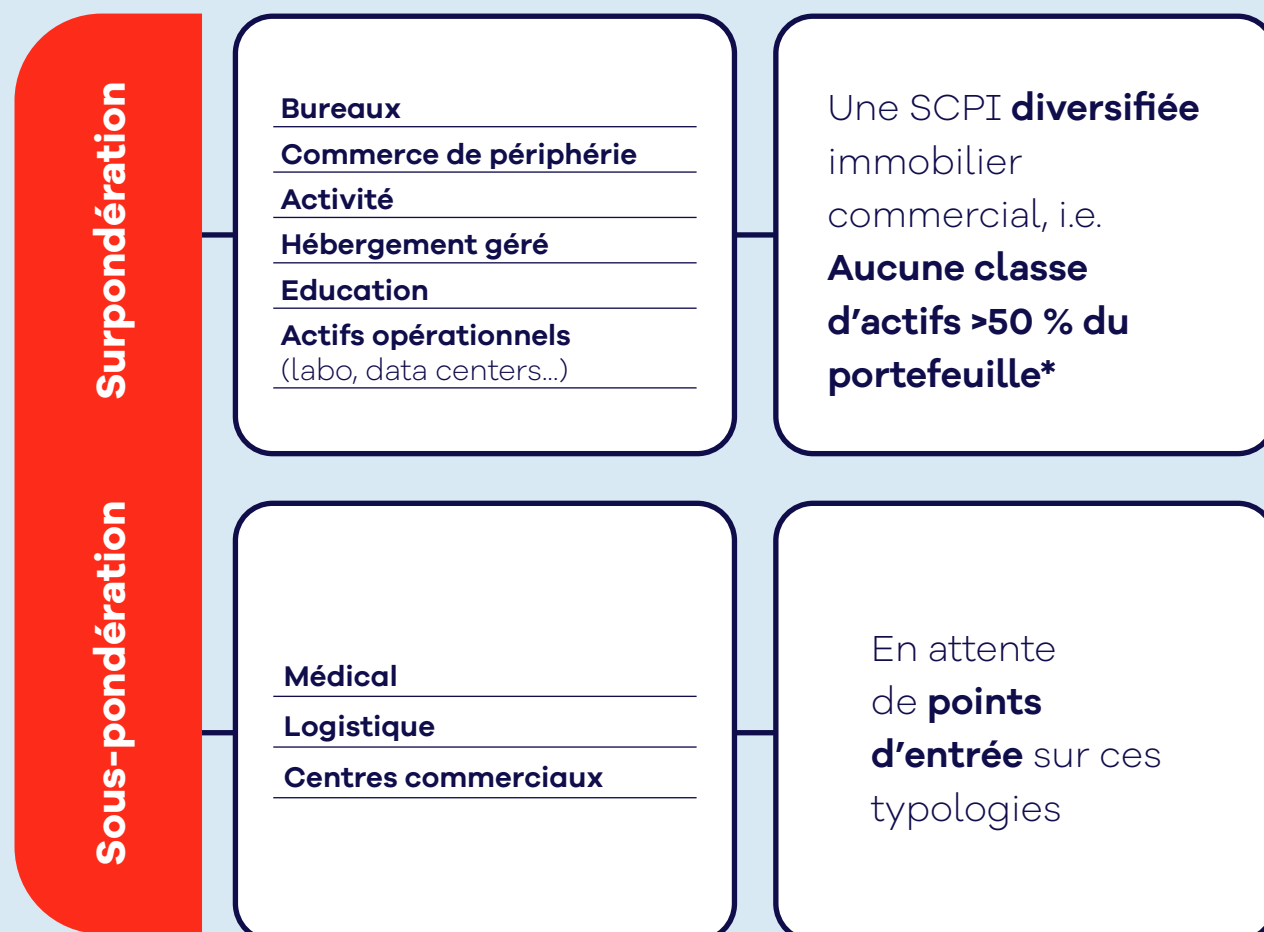 Surpondération
Bureaux
Commerce de périphérie
Activité
Hébergement géré
Education
Actifs opérationnels
(labo, data centers...)
Une SCPI diversifiée
immobilier
commercial, i.e.
Aucune classe
d'actifs >50 % du
portefeuille*
Sous-pondération
Médical
Logistique
Centres commerciaux
En attente
de points
d'entrée sur ces
typologies